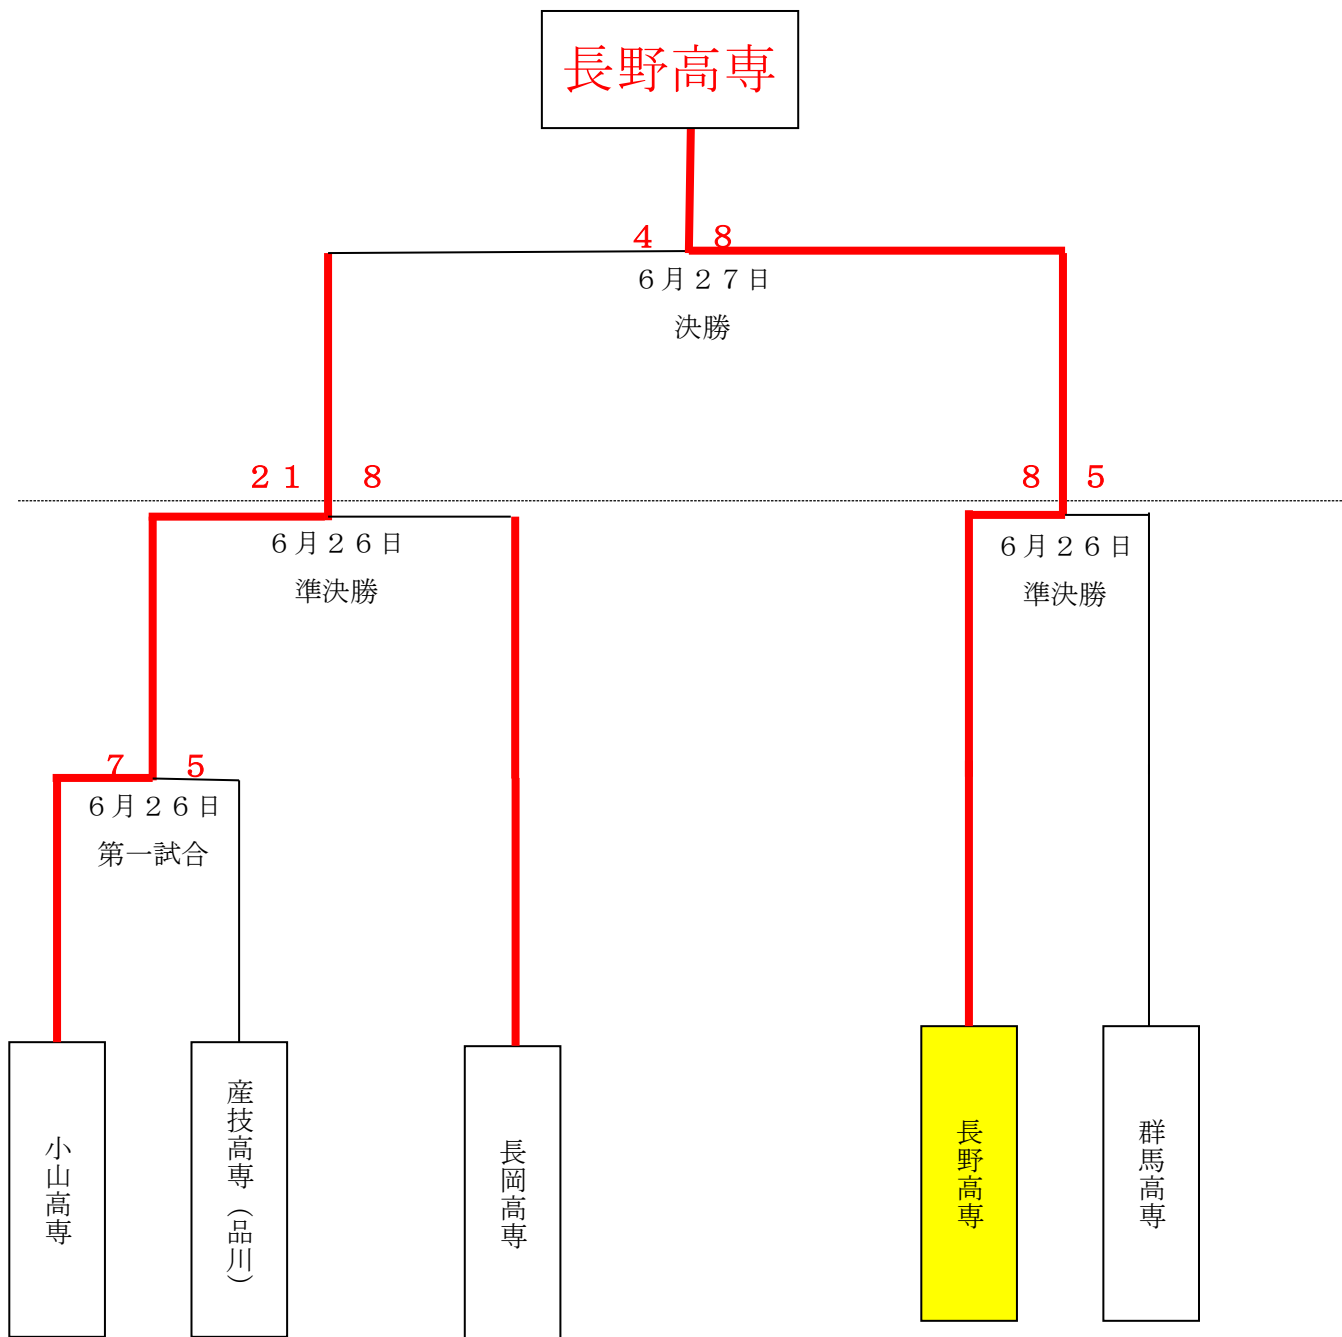 長野高専
４　８
６月２７日
決勝
２１　８
８　５
６月２６日
準決勝
６月２６日
準決勝
７　５
６月２６日
第一試合
小山高専
産技高専（品川）
長岡高専
長野高専
群馬高専